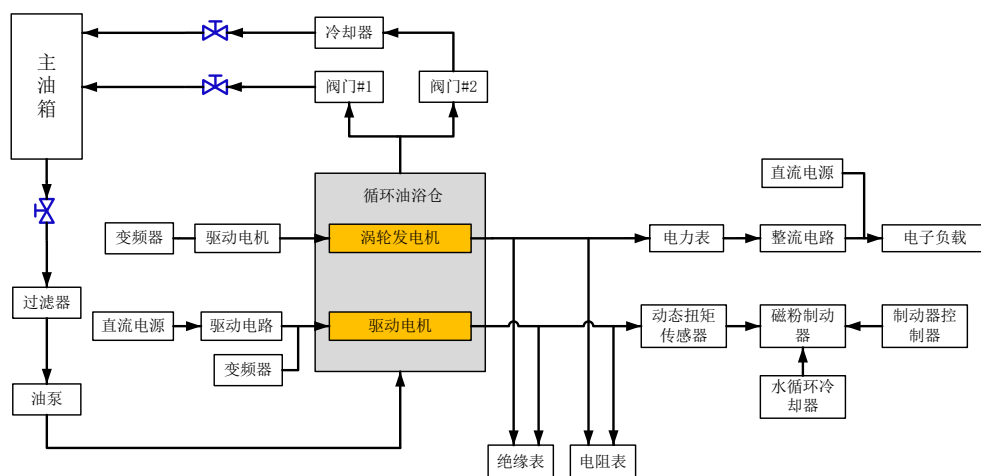 主
油
箱
冷却器
阀门#1
阀门#2
循环油浴仓
直流电源
变频器
驱动电机
涡轮发电机
电力表
整流电路
电子负载
过滤器
直流电源
驱动电路
驱动电机
动态扭矩
传感器
磁粉制动
器
制动器控
制器
变频器
油泵
水循环冷
却器
绝缘表
电阻表